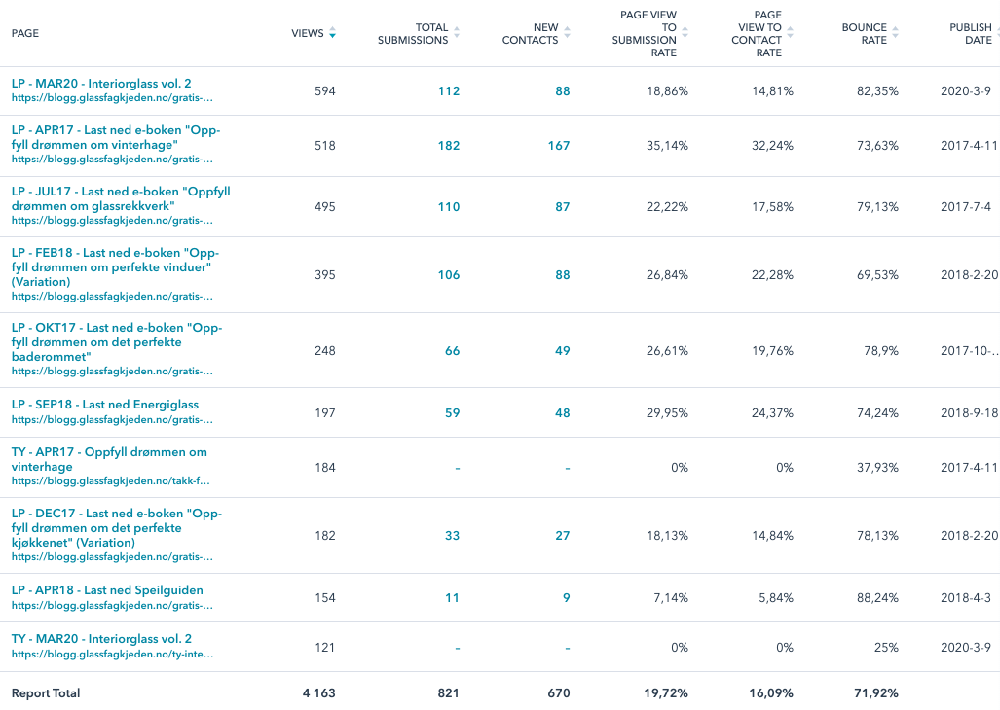 PAGE VIEWS TOTAL SUBMISSIONS NEW CONTACTS PAGE VIEW TO SUBMISSION RATE PAGE VIEW TO CONTACT RATE BOUNCE RATE PUBLISH DATE
LP - MAR20 - Interiorglass vol. 2
https://blogg.glassfagkjeden.no/gratis-...
594 112 88 18,86% 14,81% 82,35% 2020-3-9
LP - APR17 - Last ned e-boken "Opp-
fyll drømmen om vinterhage"
https://blogg.glassfagkjeden.no/gratis-...
518 182 167 35,14% 32,24% 73,63% 2017-4-11
LP - JUL17 - Last ned e-boken "Oppfyll
drømmen om glassrekkverk"
https://blogg.glassfagkjeden.no/gratis-...
495 110 87 22,22% 17,58% 79,13% 2017-7-4
LP - FEB18 - Last ned e-boken "Opp-
fyll drømmen om perfekte vinduer"
(Variation)
https://blogg.glassfagkjeden.no/gratis-...
395 106 88 26,84% 22,28% 69,53% 2018-2-20
LP - OKT17 - Last ned e-boken "Opp-
fyll drømmen om det perfekte
baderommet"
https://blogg.glassfagkjeden.no/gratis-...
248 66 49 26,61% 19,76% 78,9% 2017-10-...
LP - SEP18 - Last ned Energiglass
https://blogg.glassfagkjeden.no/gratis-...
197 59 48 29,95% 24,37% 74,24% 2018-9-18
TY - APR17 - Oppfyll drømmen om
vinterhage
https://blogg.glassfagkjeden.no/takk-f...
184 – – 0% 0% 37,93% 2017-4-11
LP - DEC17 - Last ned e-boken "Opp-
fyll drømmen om det perfekte
kjøkkenet" (Variation)
https://blogg.glassfagkjeden.no/gratis-...
182 33 27 18,13% 14,84% 78,13% 2018-2-20
LP - APR18 - Last ned Speilguiden
https://blogg.glassfagkjeden.no/gratis-...
154 11 9 7,14% 5,84% 88,24% 2018-4-3
TY - MAR20 - Interiorglass vol. 2
https://blogg.glassfagkjeden.no/ty-inte...
121 – – 0% 0% 25% 2020-3-9
Report Total 4 163 821 670 19,72% 16,09% 71,92%